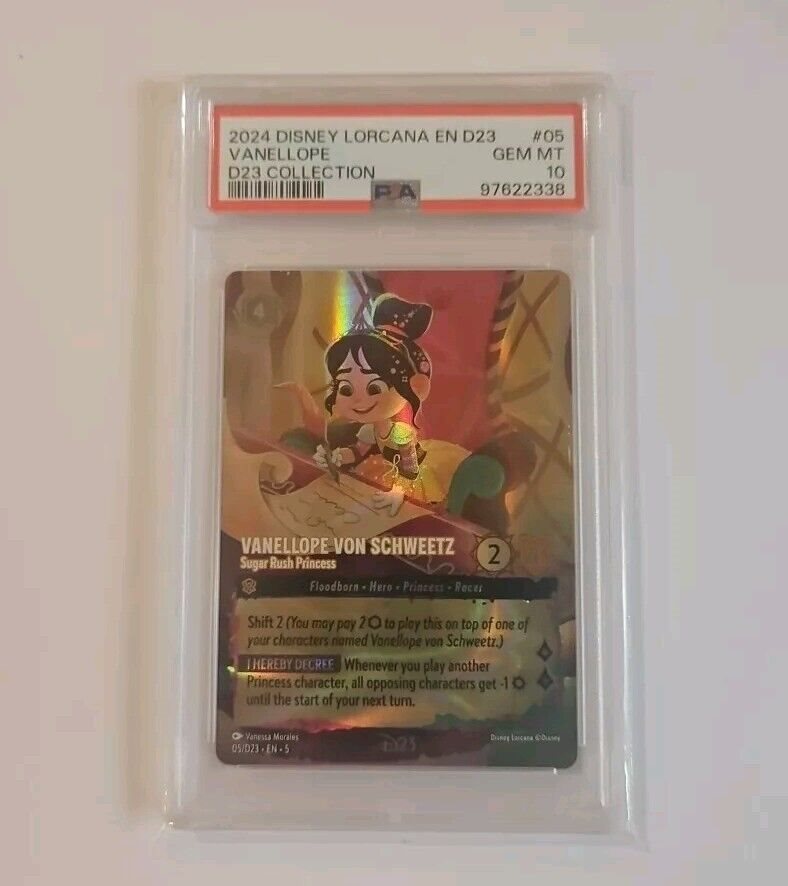 2024 DISNEY LORCANA EN D23 #05
VANELLOPE GEM MT
D23 COLLECTION 10
PSA 97622338
4
VANELLOPE VON SCHWEETZ
Sugar Rush Princess
2
Floodborn • Hero • Princess • Racer
Shift 2 (You may pay 2 to play this on top of one of
your characters named Vanellope von Schweetz.)
I HEREBY DECREE Whenever you play another
Princess character, all opposing characters get -1
until the start of your next turn.
Vanessa Morales
05/D23 • EN • 5
D23
Disney Lorcana ©Disney